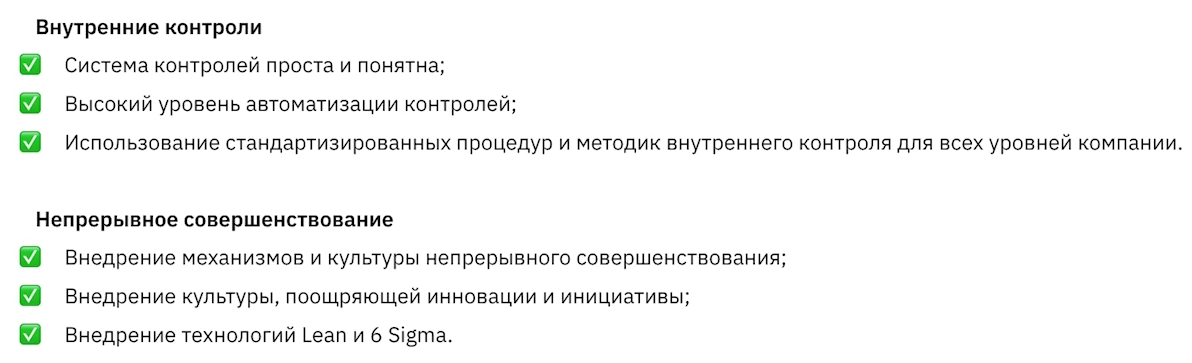 Внутренние контроли
✅ Система контролей проста и понятна;
✅ Высокий уровень автоматизации контролей;
✅ Использование стандартизированных процедур и методик внутреннего контроля для всех уровней компании.
Непрерывное совершенствование
✅ Внедрение механизмов и культуры непрерывного совершенствования;
✅ Внедрение культуры, поощряющей инновации и инициативы;
✅ Внедрение технологий Lean и 6 Sigma.